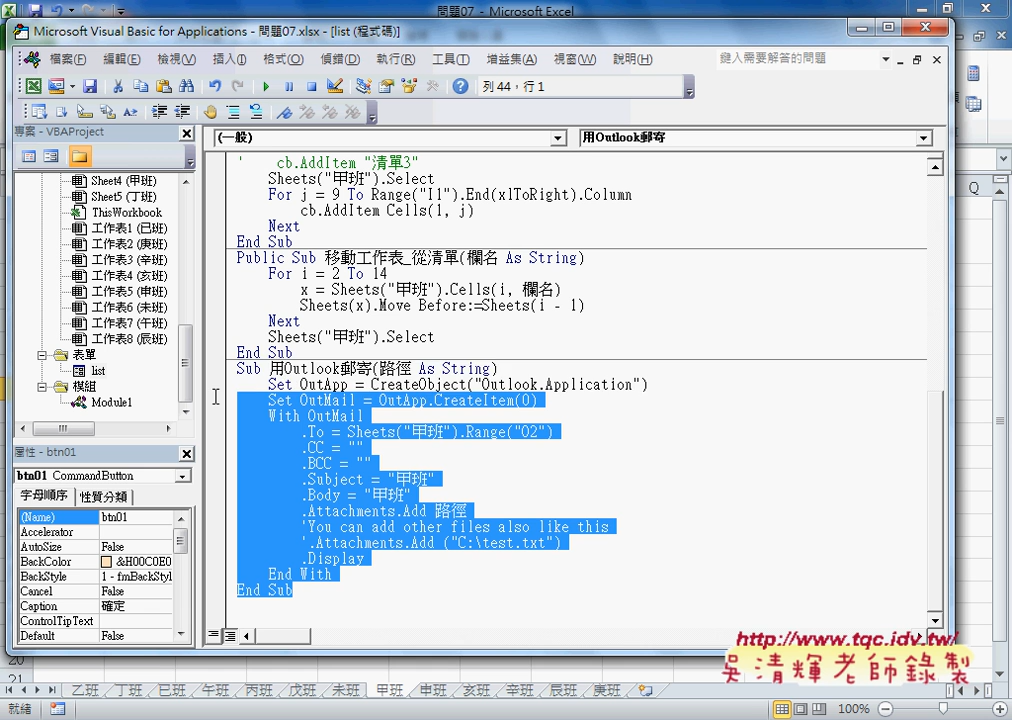 問題07 - Microsoft Excel
Microsoft Visual Basic for Applications - 問題07.xlsx - [list (程式碼)]
檔案(F) 編輯(E) 檢視(V) 插入(I) 格式(O) 偵錯(D) 執行(R) 工具(T) 增益集(A) 視窗(W) 說明(H) 鍵入需要解答的問題
列 44，行 1
專案 - VBAProject
(一般) 用Outlook郵寄
Sheet4 (甲班)
Sheet5 (丁班)
ThisWorkbook
工作表1 (已班)
工作表2 (庚班)
工作表3 (辛班)
工作表4 (亥班)
工作表5 (申班)
工作表6 (未班)
工作表7 (午班)
工作表8 (辰班)
表單
list
模組
Module1
' cb.AddItem "清單3"
Sheets("甲班").Select
For j = 9 To Range("I1").End(xlToRight).Column
cb.AddItem Cells(1, j)
Next
End Sub
Public Sub 移動工作表_從清單(欄名 As String)
For i = 2 To 14
x = Sheets("甲班").Cells(i, 欄名)
Sheets(x).Move Before:=Sheets(i - 1)
Next
Sheets("甲班").Select
End Sub
Sub 用Outlook郵寄(路徑 As String)
Set OutApp = CreateObject("Outlook.Application")
Set OutMail = OutApp.CreateItem(0)
With OutMail
.To = Sheets("甲班").Range("O2")
.CC = ""
.BCC = ""
.Subject = "甲班"
.Body = "甲班"
.Attachments.Add 路徑
'You can add other files also like this
'.Attachments.Add ("C:\test.txt")
.Display
End With
End Sub
屬性 - btn01
btn01 CommandButton
字母順序 性質分類
(Name) btn01
Accelerator
AutoSize False
BackColor &H00C0E0
BackStyle 1 - fmBackStyl
Cancel False
Caption 確定
ControlTipText
Default False
Q
20
21
http://www.tqc.idv.tw/
吳清輝老師錄製
乙班 丁班 已班 午班 丙班 戊班 未班 甲班 申班 亥班 辛班 辰班 庚班
就緒 100%